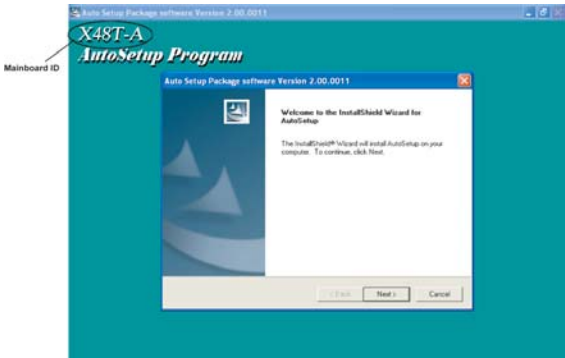 Auto Setup Package software Version 2.00.0011
X48T-A
AutoSetup Program
Mainboard ID
Auto Setup Package software Version 2.00.0011
Welcome to the InstallShield Wizard for
AutoSetup
The InstallShield® Wizard will install AutoSetup on your
computer. To continue, click Next.
< Back
Next >
Cancel